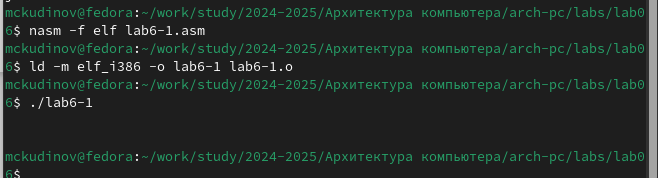 mckudinov@fedora:~/work/study/2024-2025/Архитектура компьютера/arch-pc/labs/lab0
6$ nasm -f elf lab6-1.asm
mckudinov@fedora:~/work/study/2024-2025/Архитектура компьютера/arch-pc/labs/lab0
6$ ld -m elf_i386 -o lab6-1 lab6-1.o
mckudinov@fedora:~/work/study/2024-2025/Архитектура компьютера/arch-pc/labs/lab0
6$ ./lab6-1
mckudinov@fedora:~/work/study/2024-2025/Архитектура компьютера/arch-pc/labs/lab0
6$